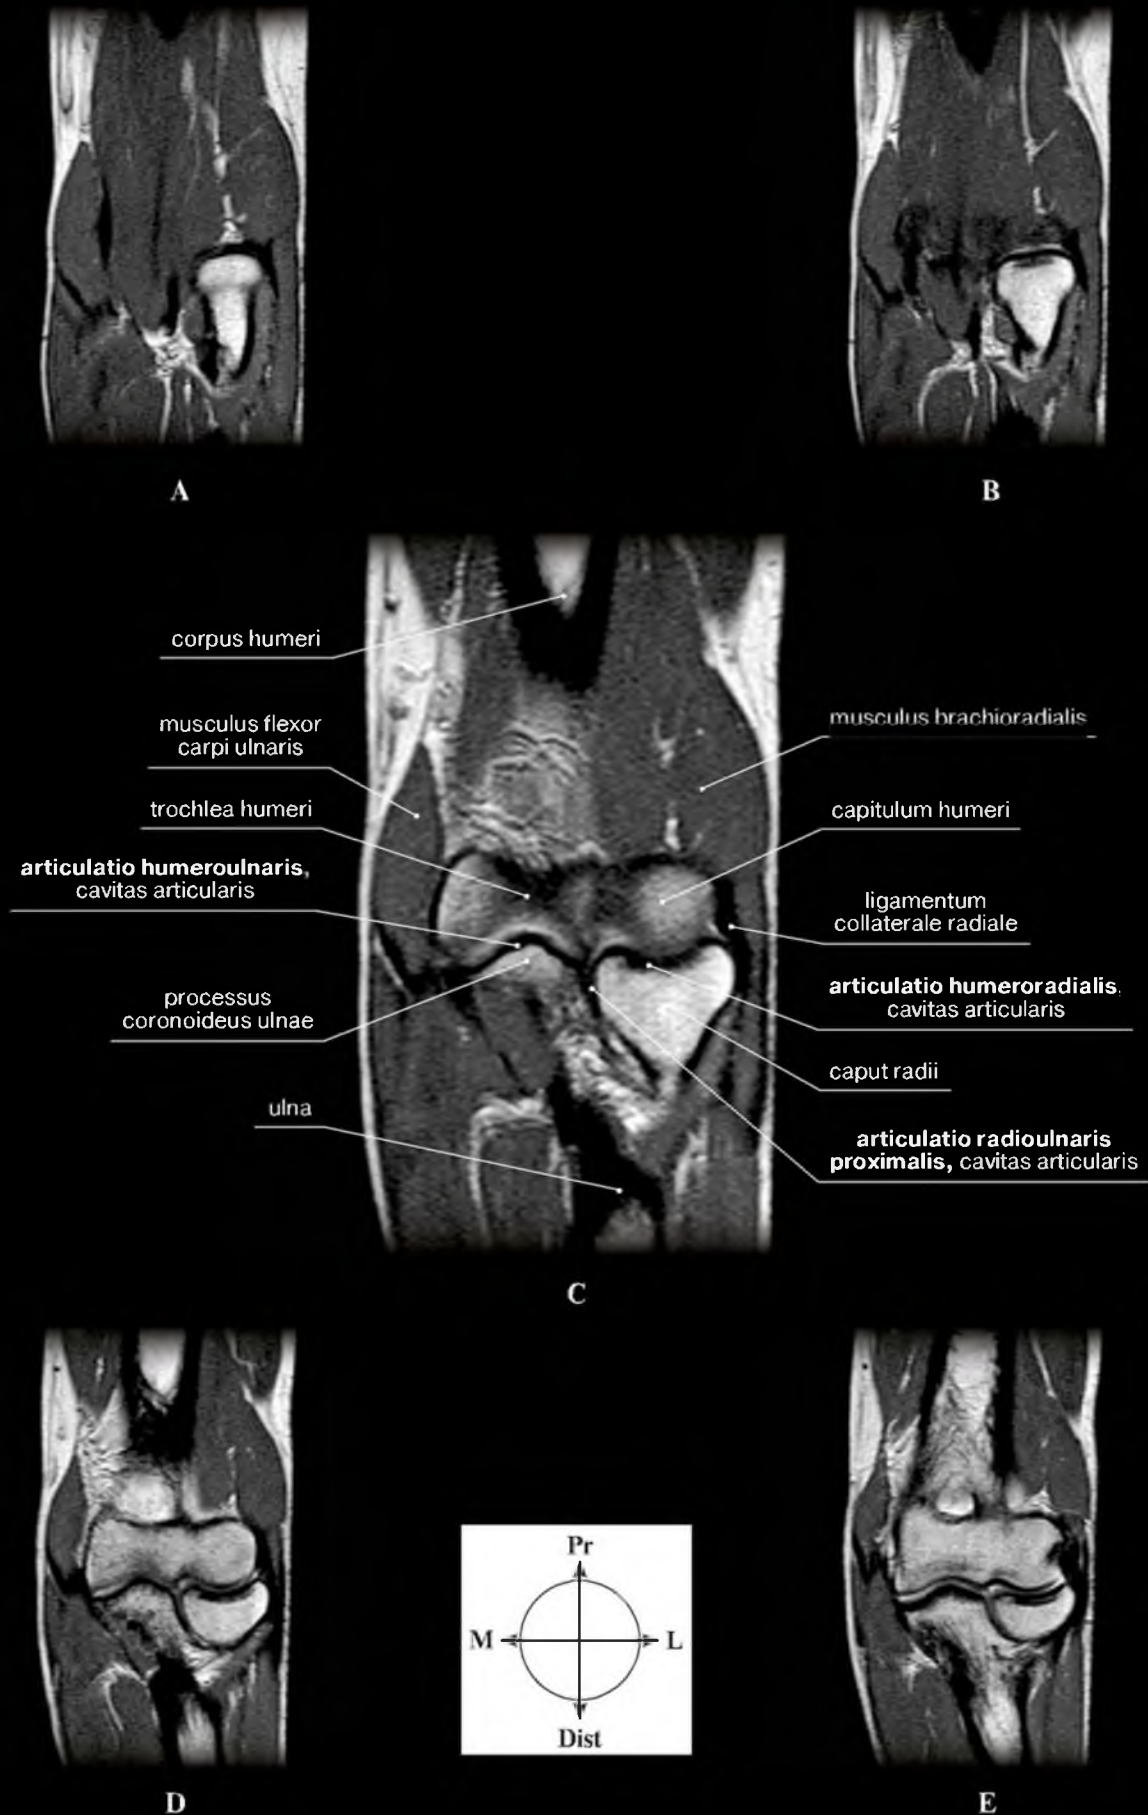 A
B
corpus humeri
musculus flexor
carpi ulnaris
trochlea humeri
articulatio humeroulnaris,
cavitas articularis
processus
coronoideus ulnae
ulna
musculus brachioradialis
capitulum humeri
ligamentum
collaterale radiale
articulatio humeroradialis,
cavitas articularis
caput radii
articulatio radioulnaris
proximalis, cavitas articularis
C
Pr
M
L
Dist
D
E